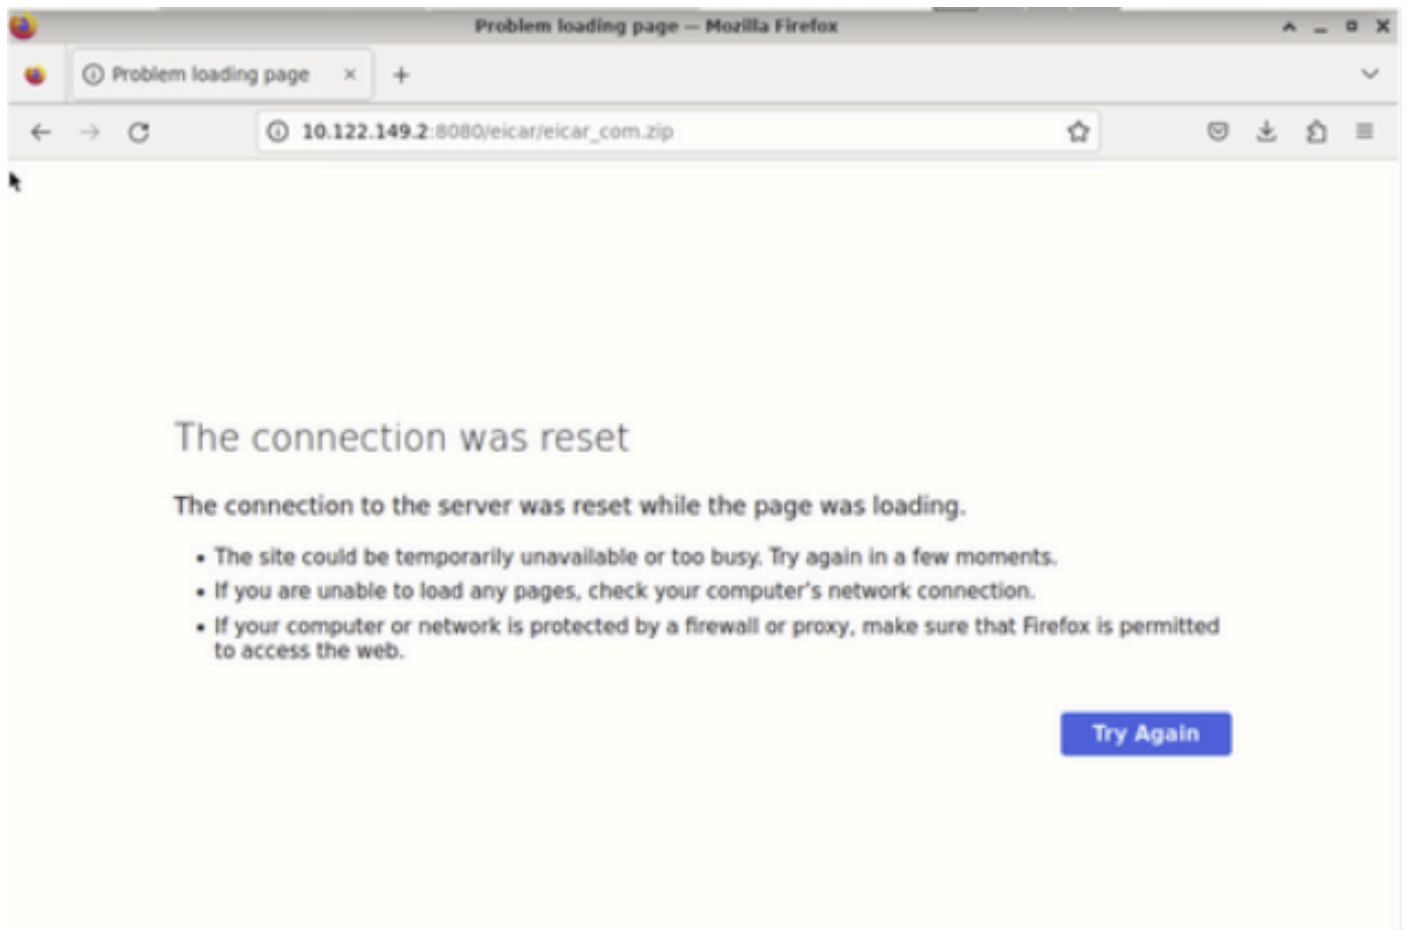 Problem loading page — Mozilla Firefox
Problem loading page
10.122.149.2:8080/eicar/eicar_com.zip
The connection was reset
The connection to the server was reset while the page was loading.
• The site could be temporarily unavailable or too busy. Try again in a few moments.
• If you are unable to load any pages, check your computer’s network connection.
• If your computer or network is protected by a firewall or proxy, make sure that Firefox is permitted
to access the web.
Try Again